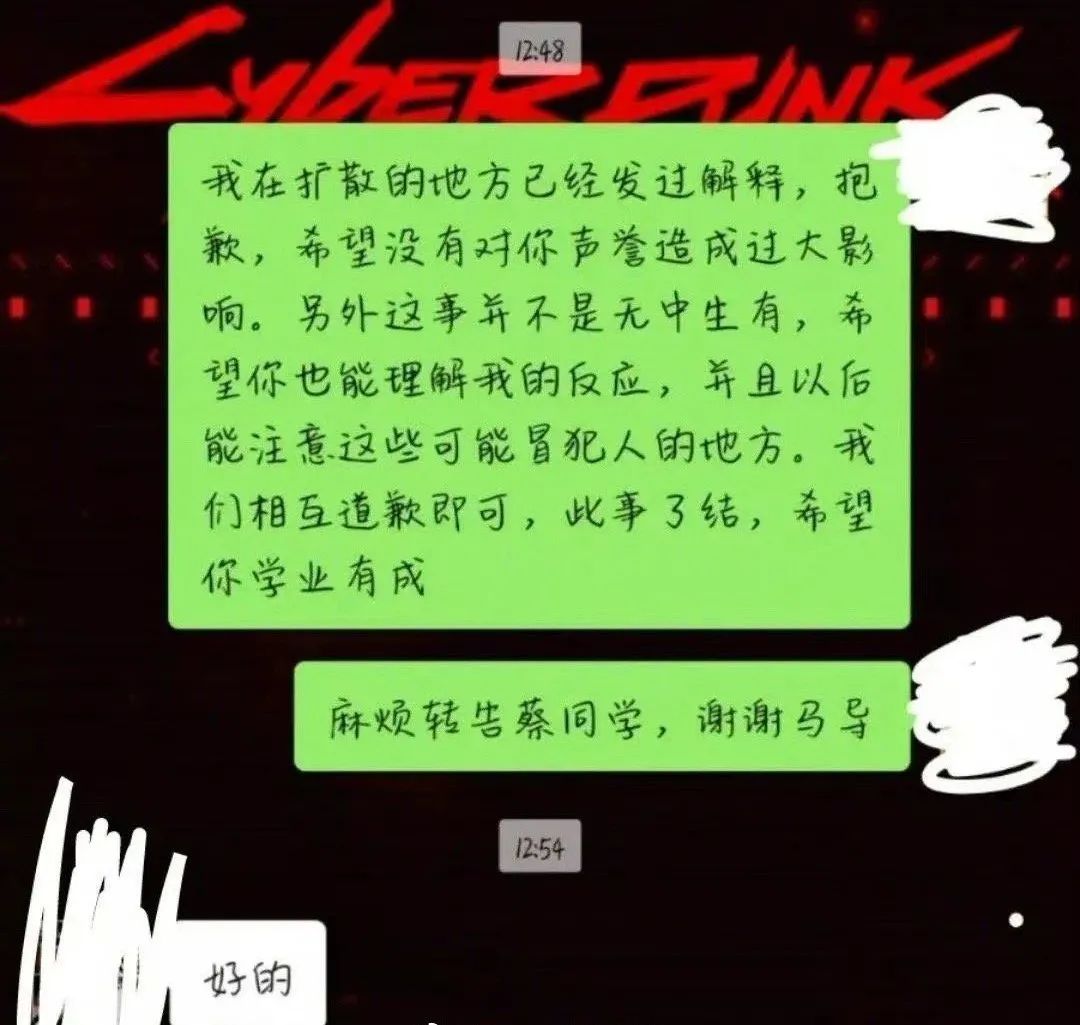 CYBERPUNK
12:48
我在扩散的地方已经发过解释，抱
歉，希望没有对你声誉造成过大影
响。另外这事并不是无中生有，希
望你也能理解我的反应，并且以后
能注意这些可能冒犯人的地方。我
们相互道歉即可，此事了结，希望
你学业有成
麻烦转告蔡同学，谢谢马导
12:54
好的